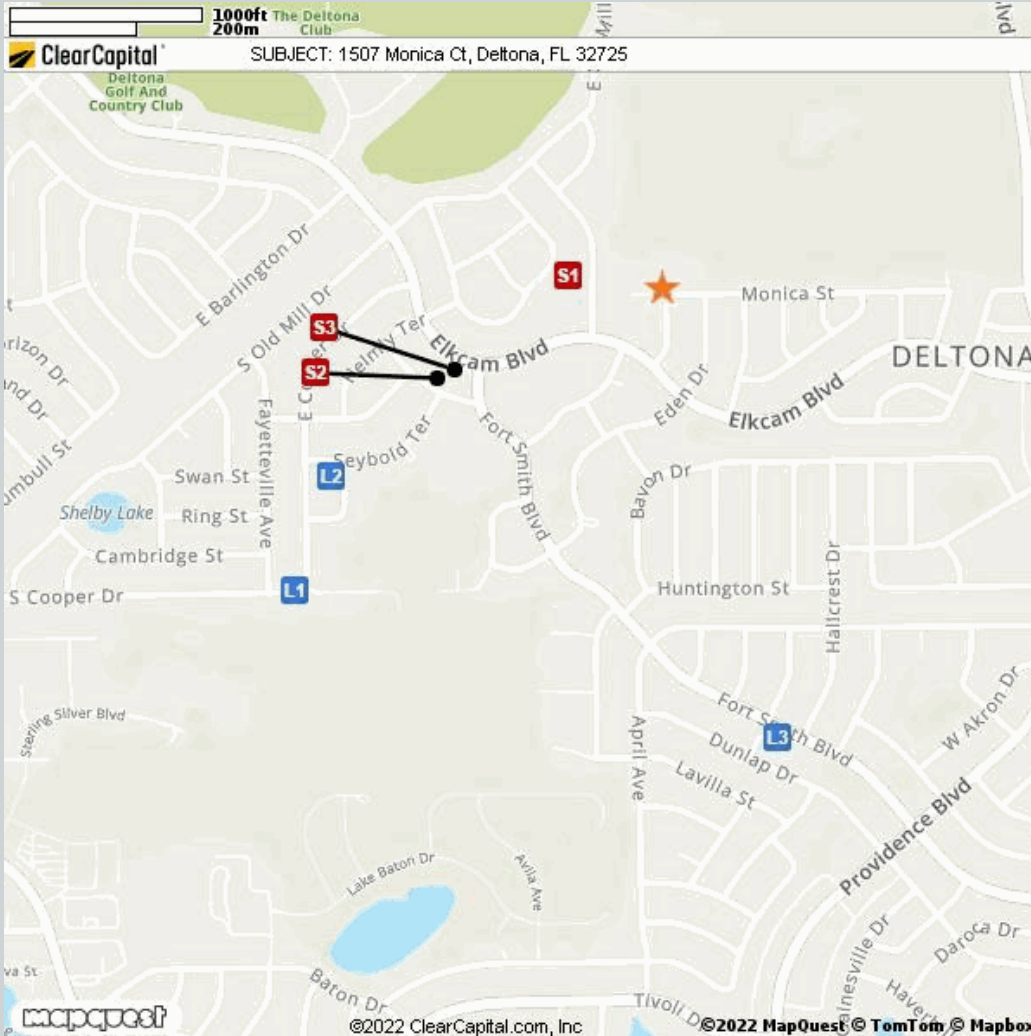 1000ft
200m
The Deltona
Club
ClearCapital
SUBJECT: 1507 Monica Ct, Deltona, FL 32725
Deltona
Golf And
Country Club
E Barlington Dr
S Old Mill Dr
S1
Monica St
S3
Helmly Ter
Elkcam Blvd
DELTONA
S2
Eden Dr
Elkcam Blvd
Fayetteville Ave
Fort Smith Blvd
Seybold Ter
Swan St
L2
Bavon Dr
Shelby Lake
Ring St
Cambridge St
Hallcrest Dr
L1
Huntington St
S Cooper Dr
Sterling Silver Blvd
Fort Smith Blvd
L3
W Akron Dr
April Ave
Dunlap Dr
Lavilla St
Providence Blvd
Lake Baton Dr
Avila Ave
Daroca Dr
Baton Dr
Tivoli D
mapquest
©2022 ClearCapital.com, Inc
©2022 MapQuest © TomTom © Mapbox